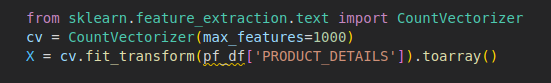 from sklearn.feature_extraction.text import CountVectorizer
cv = CountVectorizer(max_features=1000)
X = cv.fit_transform(pf_df['PRODUCT_DETAILS']).toarray()